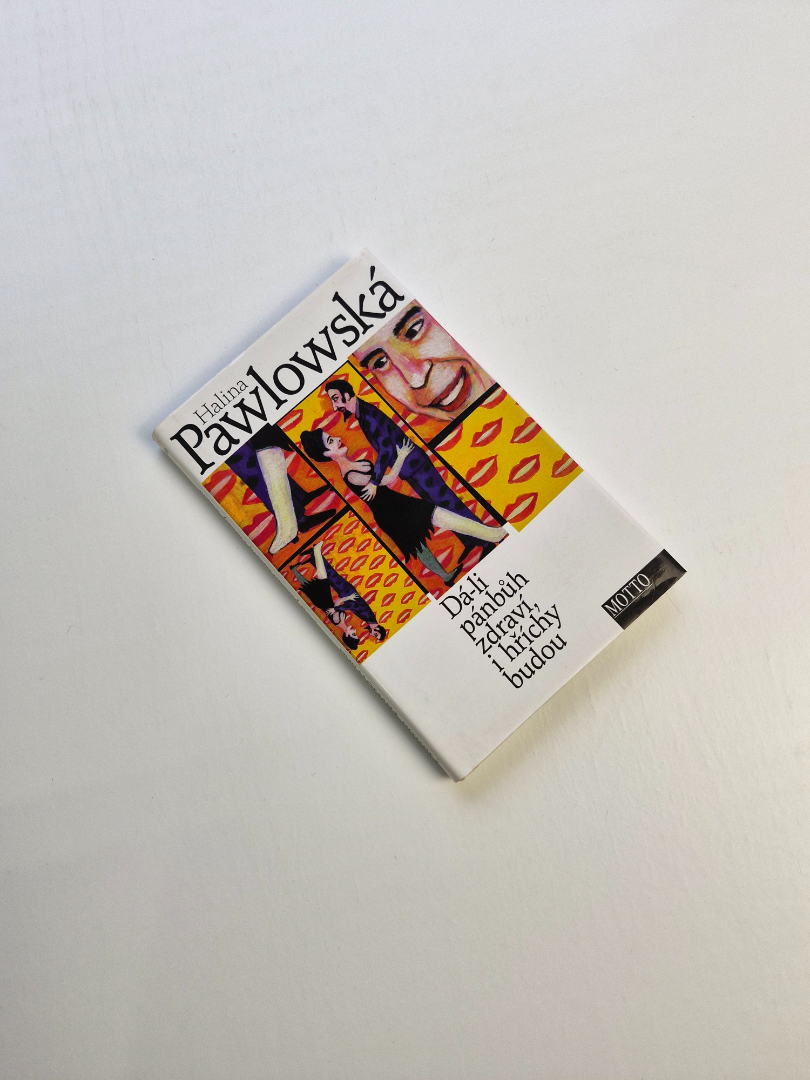 Halina
Pawlowská
Dá-li
pánbůh
zdraví,
i hříchy
budou
MOTTO